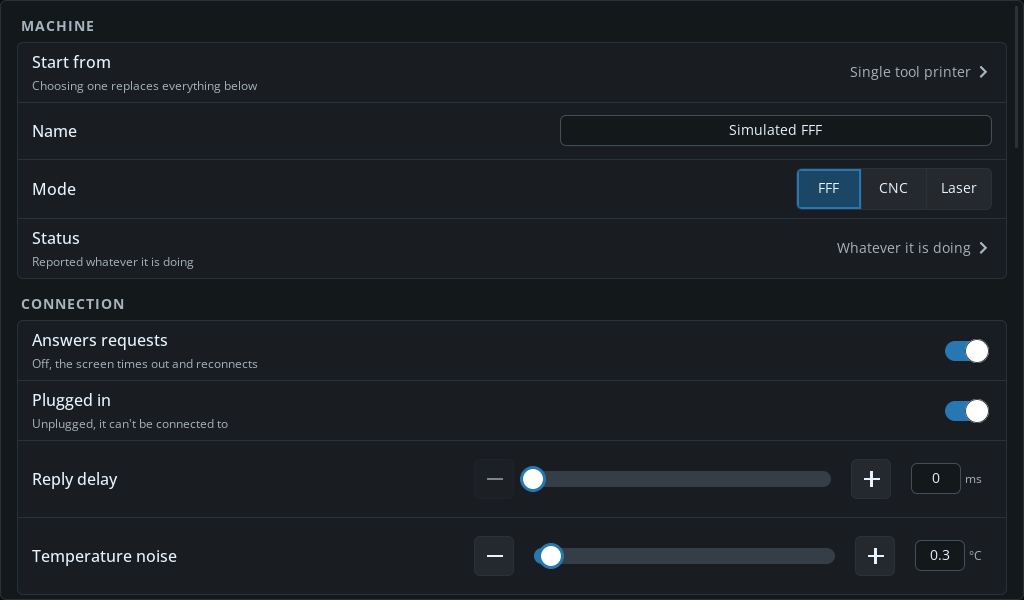 MACHINE
Start from
Choosing one replaces everything below
Single tool printer
Name
Simulated FFF
Mode
FFF
CNC
Laser
Status
Reported whatever it is doing
Whatever it is doing
CONNECTION
Answers requests
Off, the screen times out and reconnects
Plugged in
Unplugged, it can't be connected to
Reply delay
0
ms
Temperature noise
0.3
°C